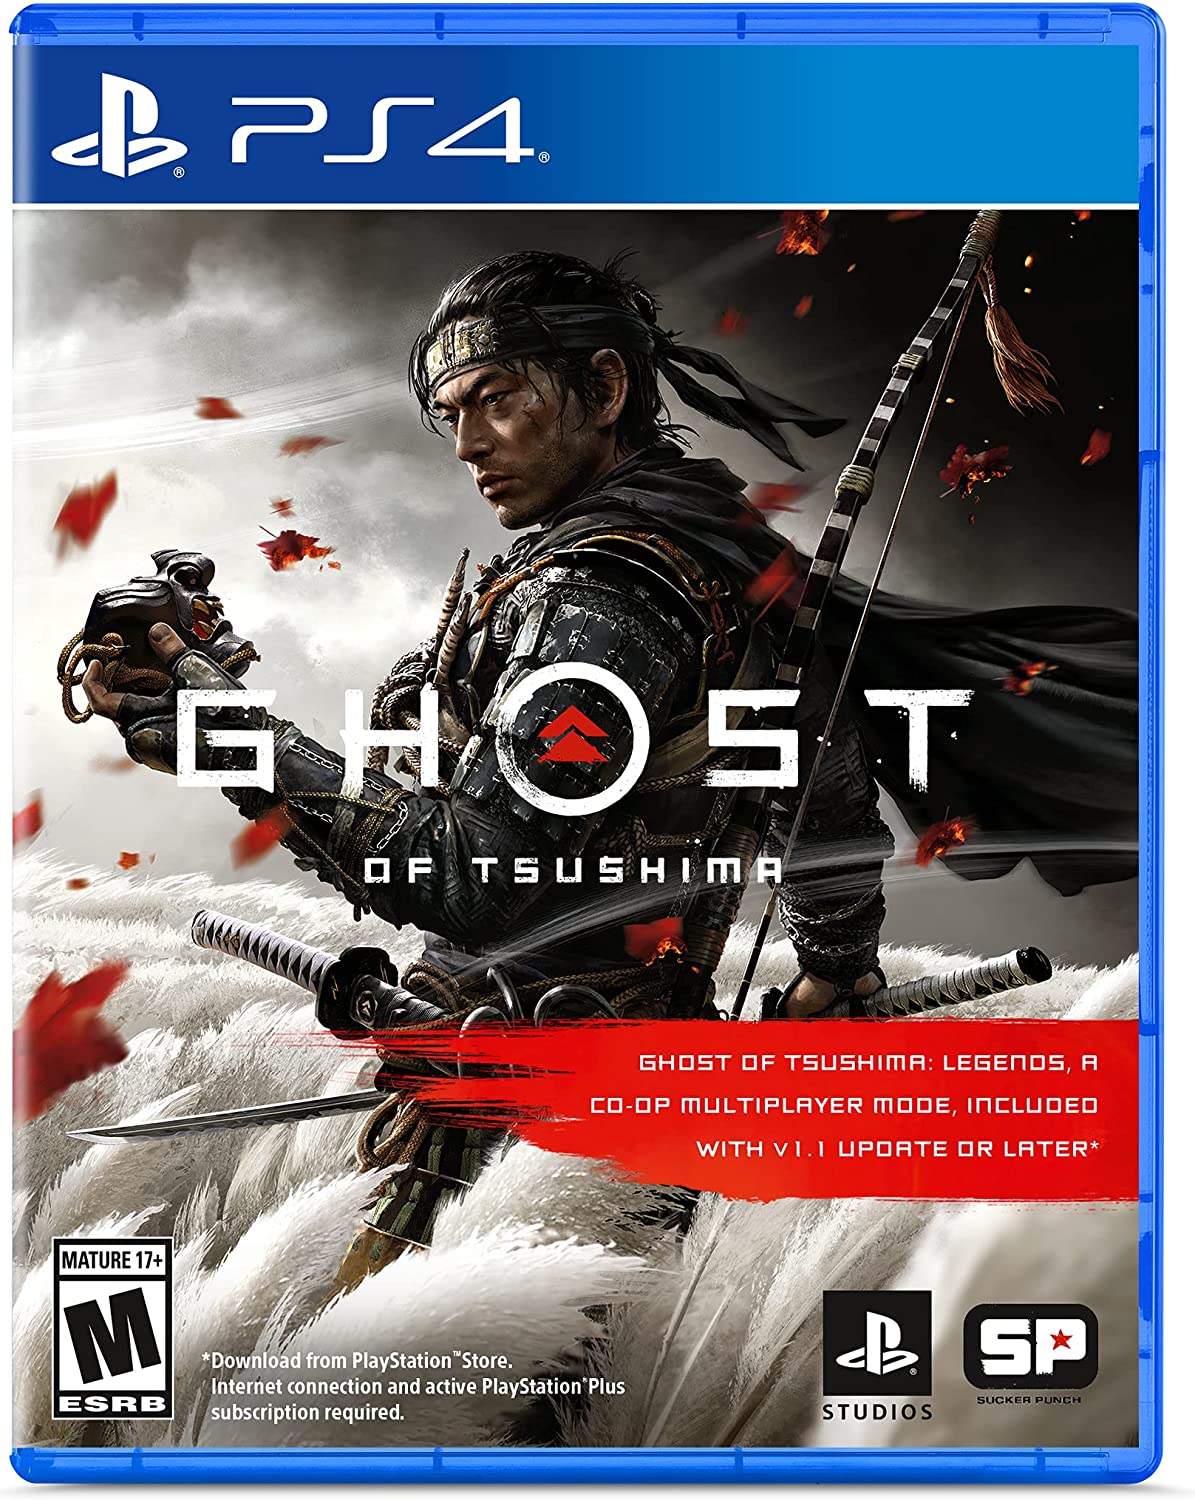 PS4®
GHOST
OF TSUSHIMA
GHOST OF TSUSHIMA: LEGENDS, A
CO-OP MULTIPLAYER MODE, INCLUDED
WITH v1.1 UPDATE OR LATER*
MATURE 17+
M
ESRB
*Download from PlayStation™Store.
Internet connection and active PlayStation®Plus
subscription required.
STUDIOS
SP
SUCKER PUNCH